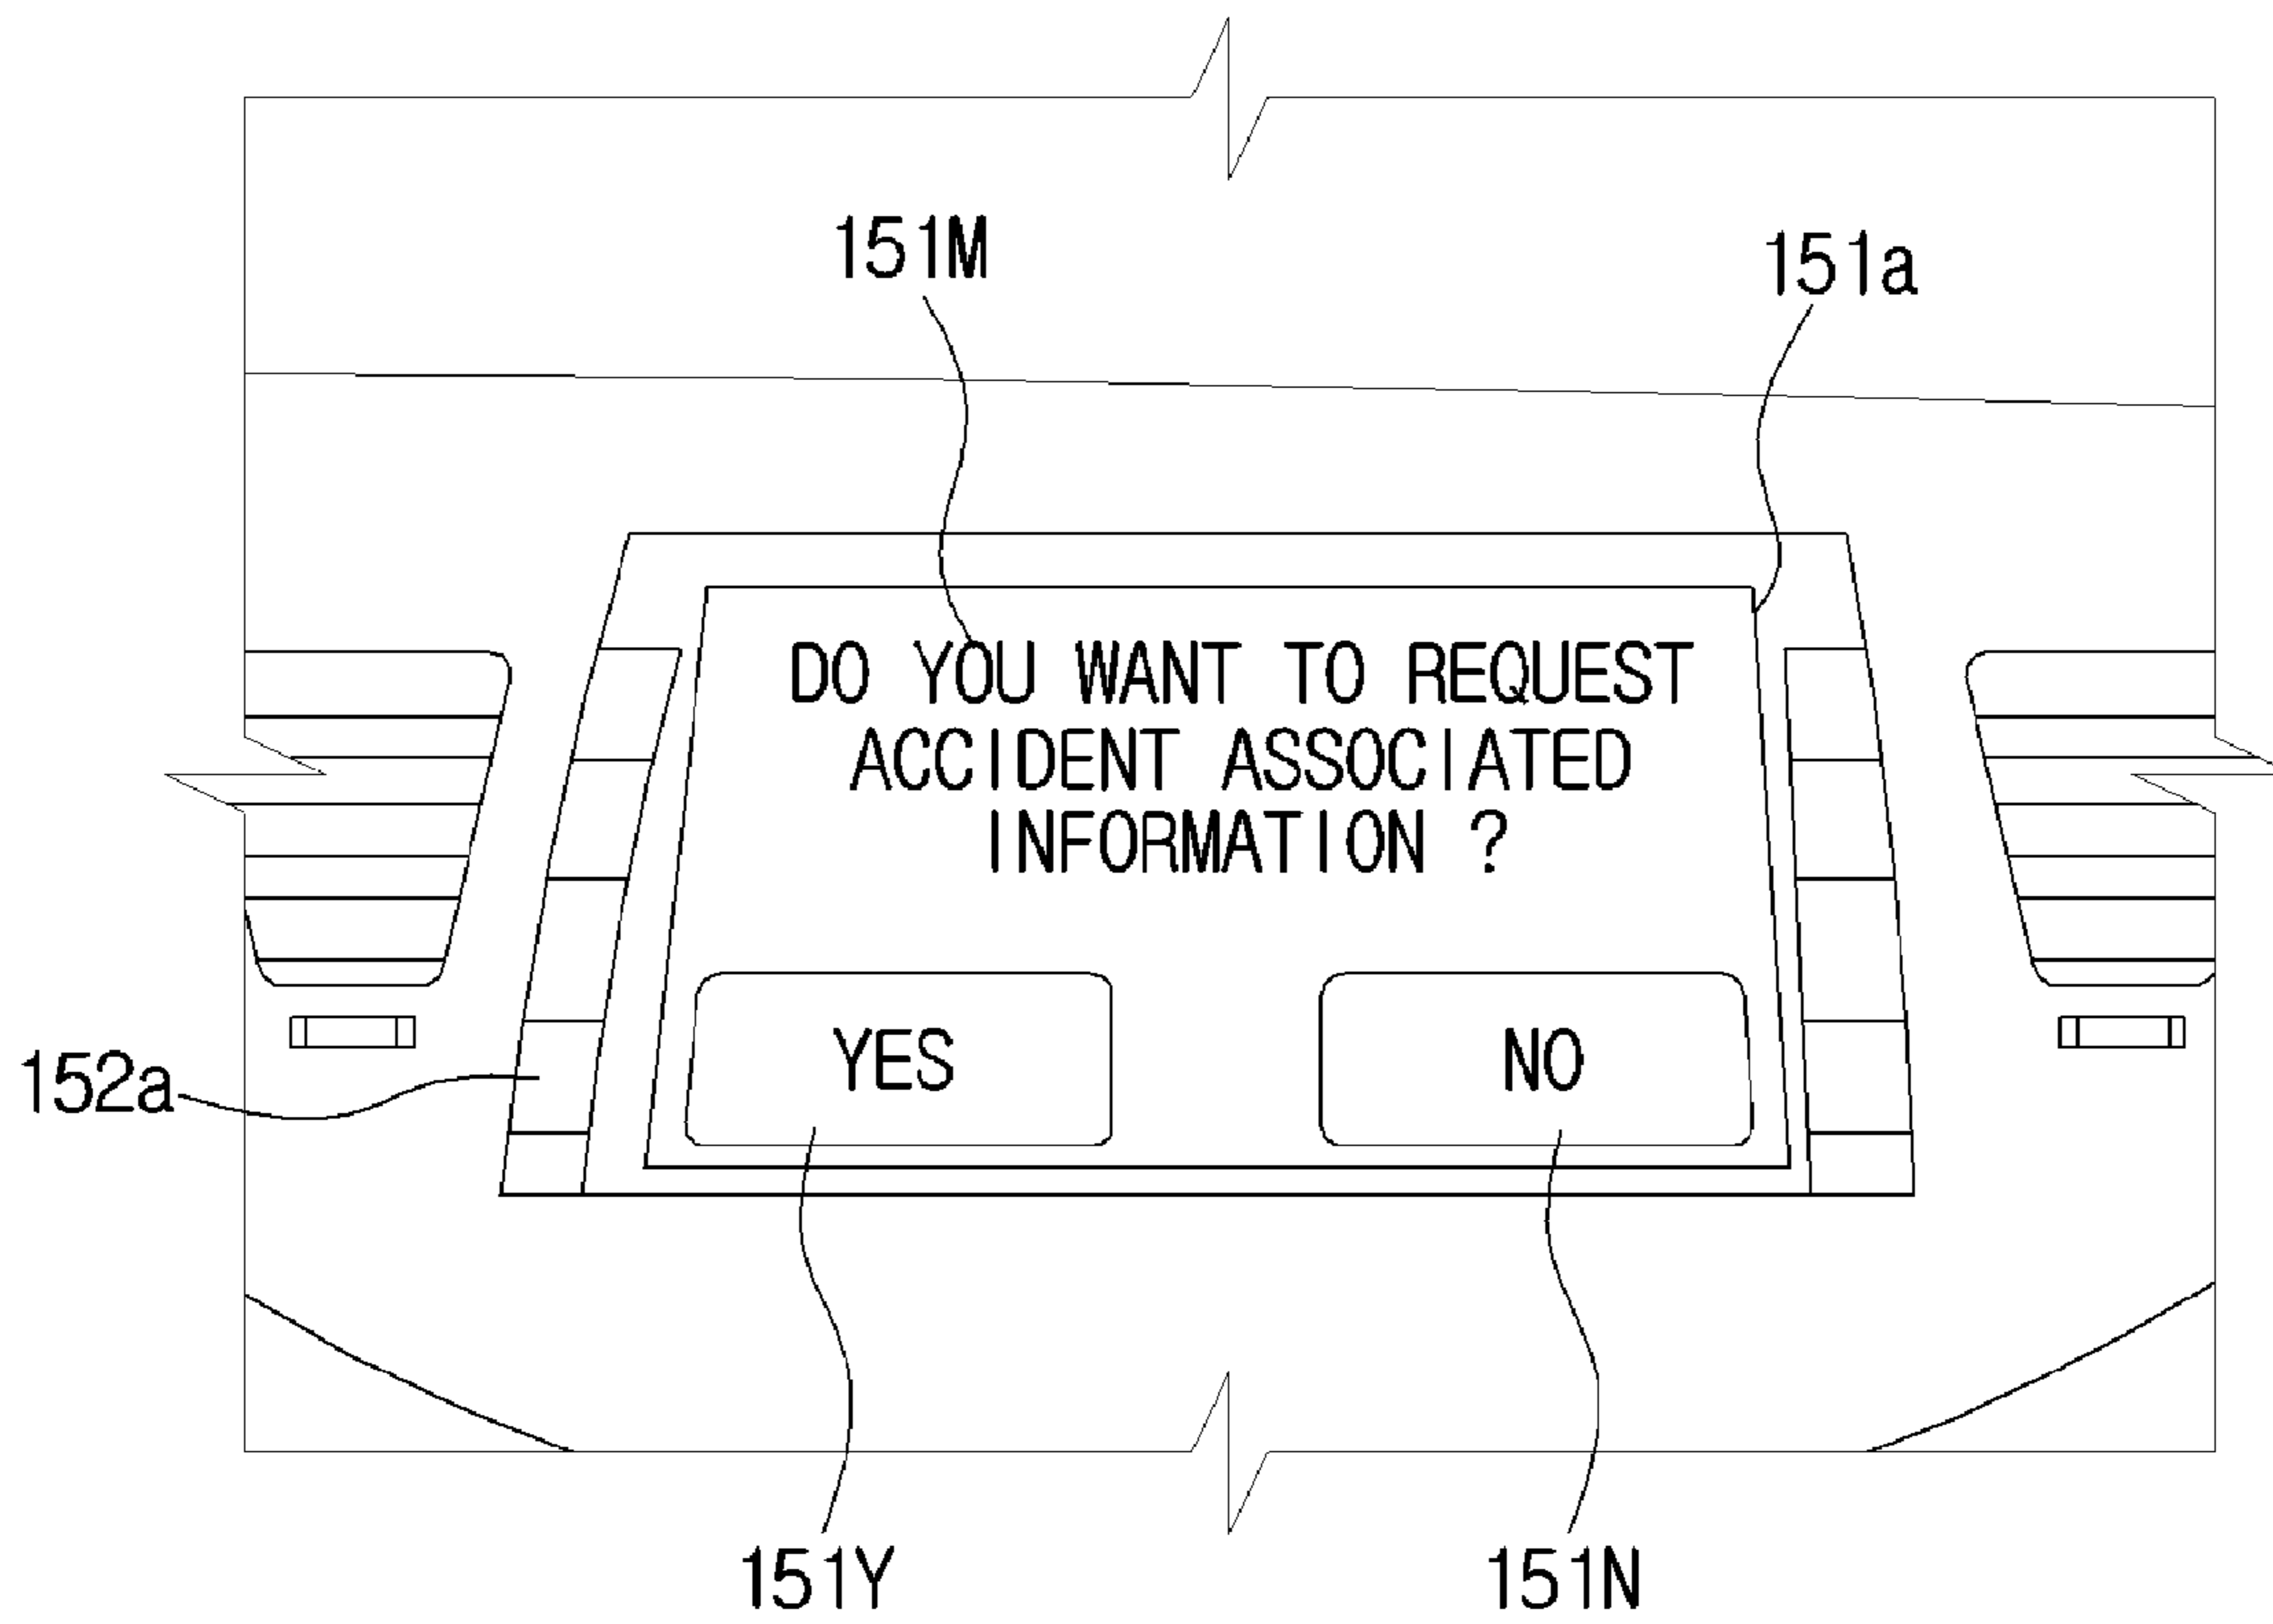 151M
151a
DO YOU WANT TO REQUEST
ACCIDENT ASSOCIATED
INFORMATION ?
YES
NO
152a
151Y
151N